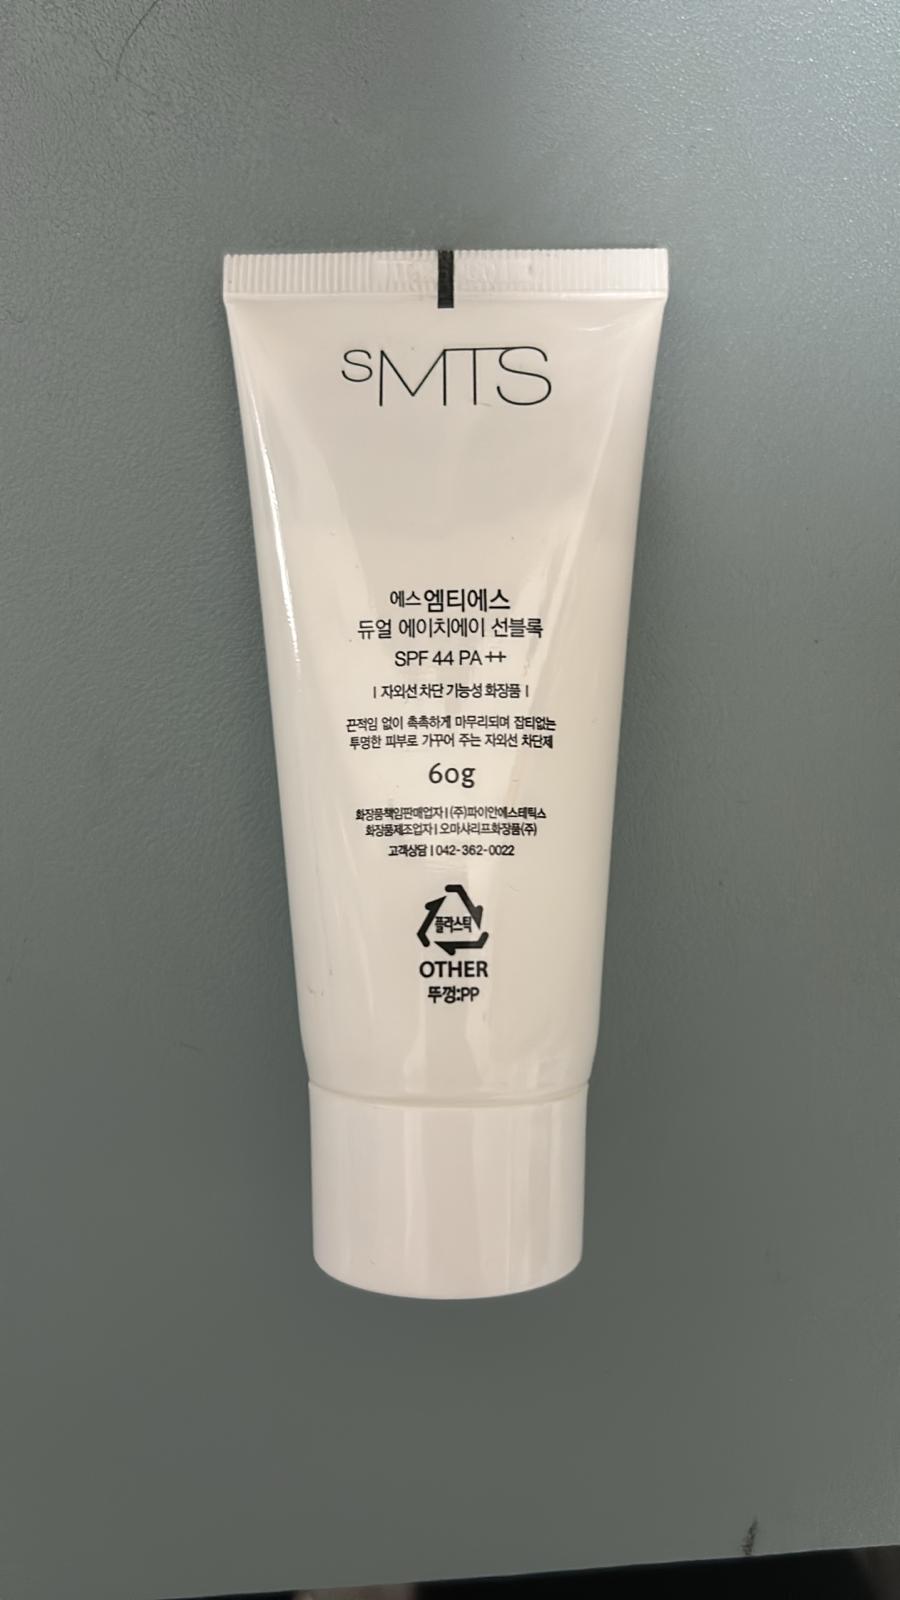 sMTS
에스엠티에스
듀얼 에이치에이 선블록
SPF 44 PA++
| 자외선 차단 기능성 화장품 |
끈적임 없이 촉촉하게 마무리되며 잡티없는
투명한 피부로 가꾸어 주는 자외선 차단제
60g
화장품책임판매업자 | (주)파이안에스테틱스
화장품제조업자 | 오마샤리프화장품(주)
고객상담 | 042-362-0022
플라스틱
OTHER
뚜껑:PP